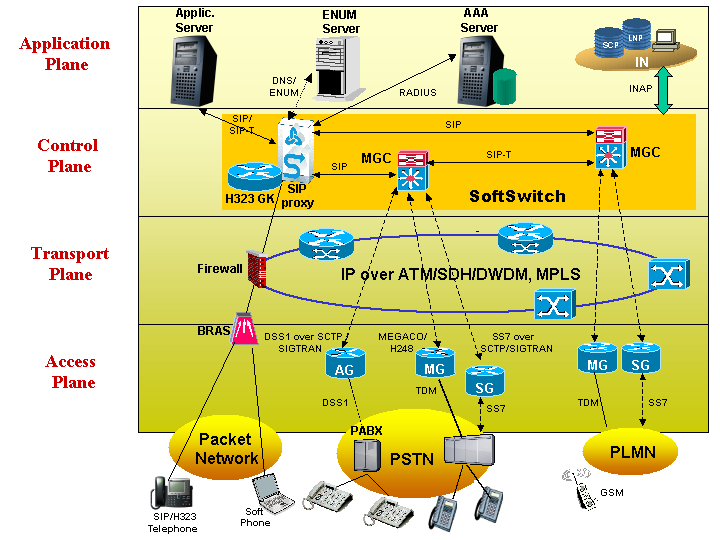 Application
Plane
Applic.
Server
ENUM
Server
AAA
Server
SCP
LNP
IN
DNS/
ENUM
RADIUS
INAP
Control
Plane
SIP/
SIP-T
SIP
SIP
MGC
SIP-T
MGC
H323 GK
SIP
proxy
SoftSwitch
Transport
Plane
Firewall
IP over ATM/SDH/DWDM, MPLS
Access
Plane
BRAS
DSS1 over SCTP /
SIGTRAN
MEGACO/
H248
SS7 over
SCTP/SIGTRAN
AG
MG
SG
MG
SG
DSS1
TDM
SS7
TDM
SS7
Packet
Network
PABX
PSTN
PLMN
SIP/H323
Telephone
Soft
Phone
GSM